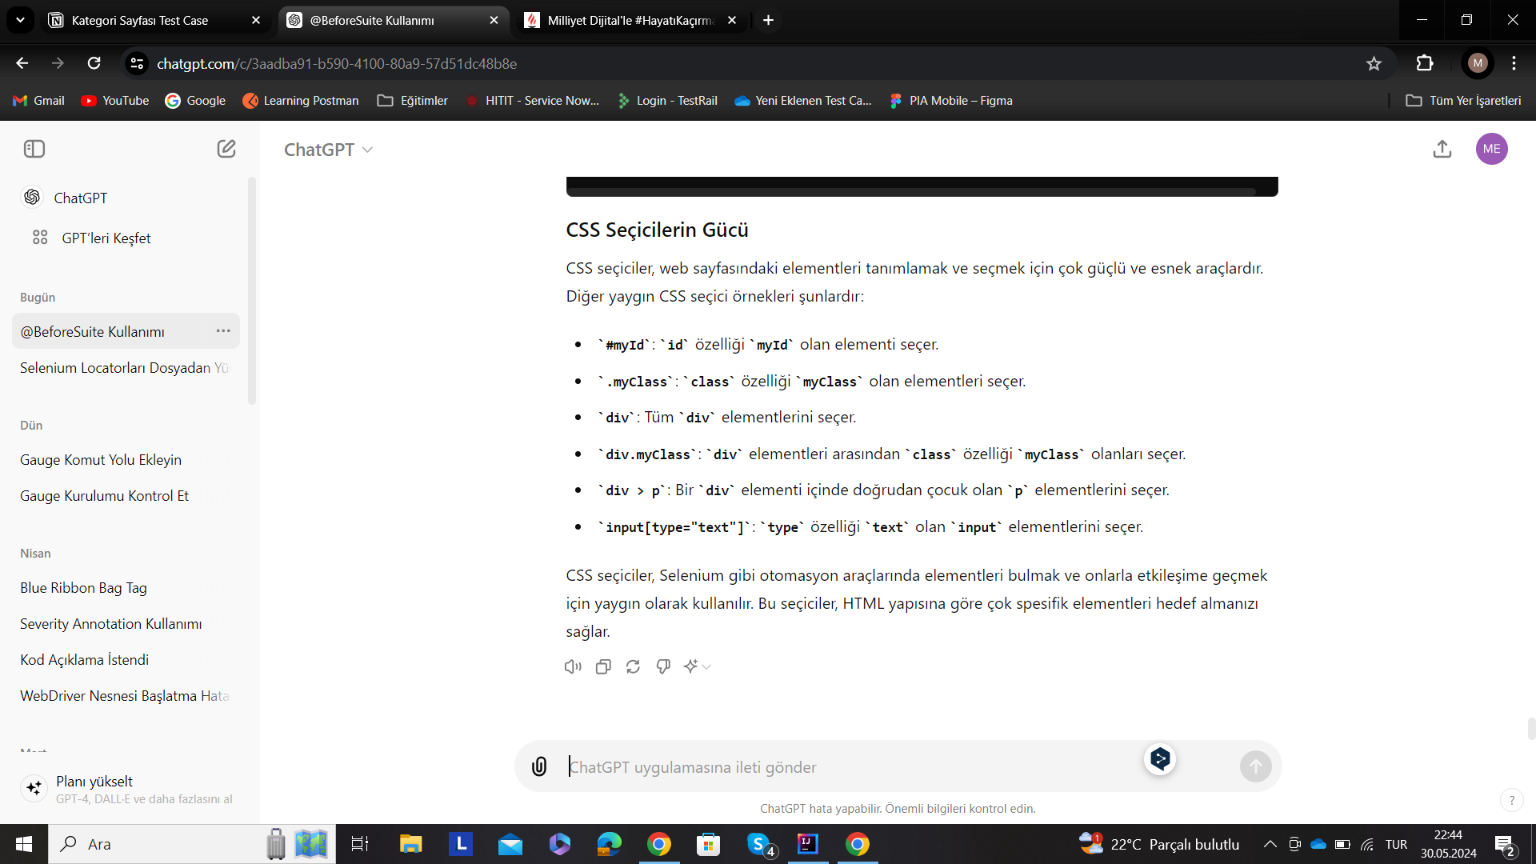 Kategori Sayfası Test Case
@BeforeSuite Kullanımı
Milliyet Dijital'le #HayatıKaçırma
chatgpt.com/c/3aadba91-b590-4100-80a9-57d51dc48b8e
M
Gmail
YouTube
Google
Learning Postman
Eğitimler
HITIT - Service Now...
Login - TestRail
Yeni Eklenen Test Ca...
PIA Mobile – Figma
Tüm Yer İşaretleri
ChatGPT
ME
ChatGPT
GPT'leri Keşfet
Bugün
@BeforeSuite Kullanımı
Selenium Locatorları Dosyadan Yü
Dün
Gauge Komut Yolu Ekleyin
Gauge Kurulumu Kontrol Et
Nisan
Blue Ribbon Bag Tag
Severity Annotation Kullanımı
Kod Açıklama İstendi
WebDriver Nesnesi Başlatma Hata
Planı yükselt
GPT-4, DALL·E ve daha fazlasını al
CSS Seçicilerin Gücü
CSS seçiciler, web sayfasındaki elementleri tanımlamak ve seçmek için çok güçlü ve esnek araçlardır.
Diğer yaygın CSS seçici örnekleri şunlardır:
• `#myId`: `id` özelliği `myId` olan elementi seçer.
• `.myClass`: `class` özelliği `myClass` olan elementleri seçer.
• `div`: Tüm `div` elementlerini seçer.
• `div.myClass`: `div` elementleri arasından `class` özelliği `myClass` olanları seçer.
• `div > p`: Bir `div` elementi içinde doğrudan çocuk olan `p` elementlerini seçer.
• `input[type="text"]`: `type` özelliği `text` olan `input` elementlerini seçer.
CSS seçiciler, Selenium gibi otomasyon araçlarında elementleri bulmak ve onlarla etkileşime geçmek
için yaygın olarak kullanılır. Bu seçiciler, HTML yapısına göre çok spesifik elementleri hedef almanızı
sağlar.
ChatGPT uygulamasına ileti gönder
ChatGPT hata yapabilir. Önemli bilgileri kontrol edin.
?
Ara
L
4
1
22°C Parçalı bulutlu
TUR
22:44
30.05.2024
2